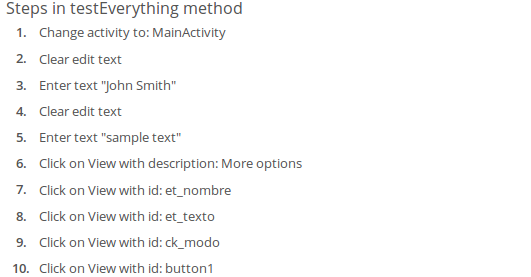 Steps in testEverything method
1. Change activity to: MainActivity
2. Clear edit text
3. Enter text "John Smith"
4. Clear edit text
5. Enter text "sample text"
6. Click on View with description: More options
7. Click on View with id: et_nombre
8. Click on View with id: et_texto
9. Click on View with id: ck_modo
10. Click on View with id: button1